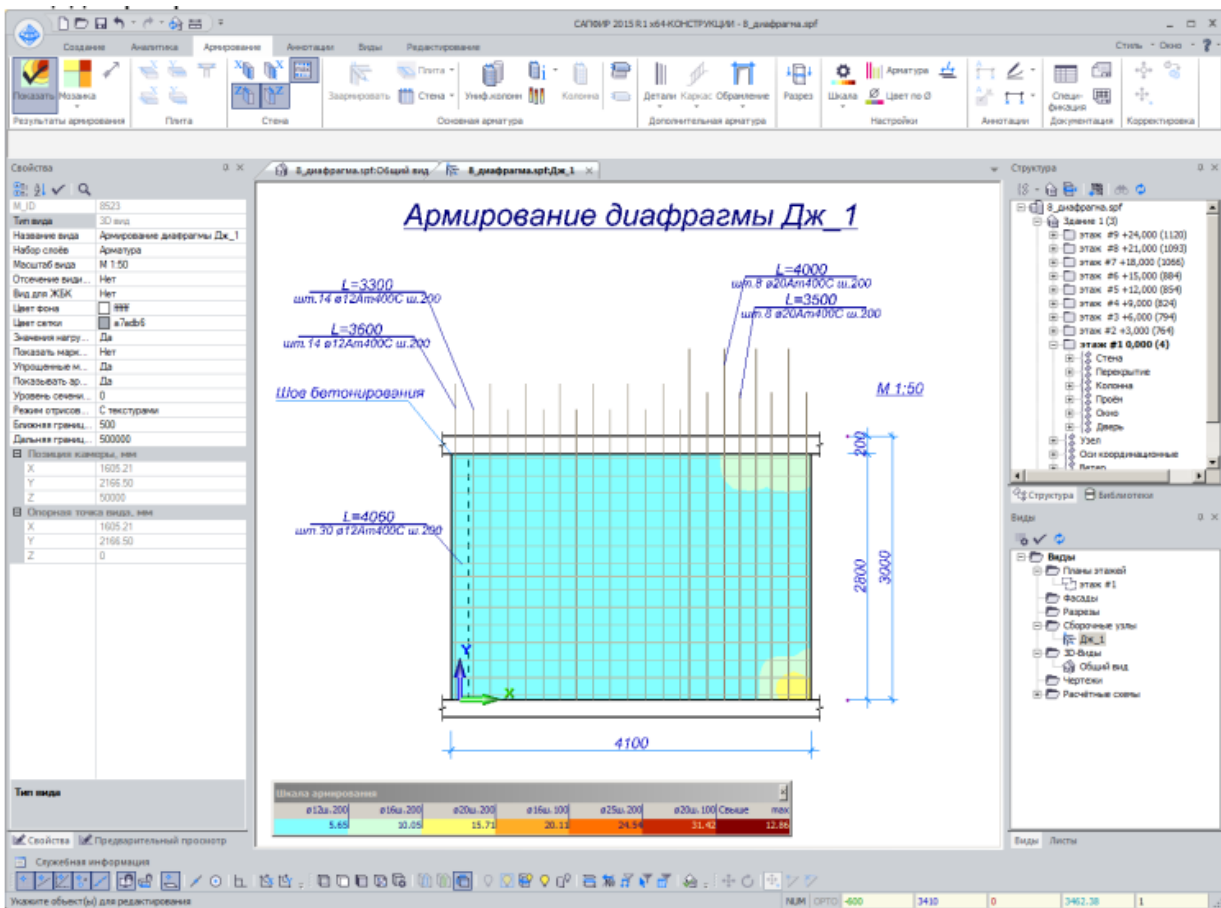 САПФИР 2015 R1 x64-КОНСТРУКЦИИ - 8_диафрагма.spf
Создание Аналитика Армирование Аннотации Виды Редактирование
Стиль Окно ?
Показать Мозаика
Заармировать Плита Стена Униф.колонн Колонна
Детали Каркас Обрамление Разрез
Шкала Арматура Цвет по Ø
Специ-
фикация
Результаты армирования Плита Стена Основная арматура Дополнительная арматура Настройки Аннотации Документация Корректировка
Свойства
M_ID 8523
Тип вида 3D вид
Название вида Армирование диафрагмы Дж_1
Набор слоёв Арматура
Масштаб вида М 1:50
Отсечение види... Нет
Вид для ЖБК Нет
Цвет фона ffffff
Цвет сетки a7adb6
Значения нагру... Да
Показать марк... Нет
Упрощенные м... Да
Показывать ар... Да
Уровень сечени... 0
Режим отрисов... С текстурами
Ближняя границ... 500
Дальняя границ... 500000
Позиция камеры, мм
X 1605.21
Y 2166.50
Z 50000
Опорная точка вида, мм
X 1605.21
Y 2166.50
Z 0
Тип вида
Свойства Предварительный просмотр
8_диафрагма.spf:Общий вид 8_диафрагма.spf:Дж_1
Армирование диафрагмы Дж_1
L=3300
шт.14 ø12Ат400С ш.200
L=3600
шт.14 ø12Ат400С ш.200
Шов бетонирования
L=4060
шт.30 ø12Ат400С ш.200
L=4000
шт.8 ø20Ат400С ш.200
L=3500
шт.8 ø20Ат400С ш.200
М 1:50
200
2800
3000
4100
Y
X
Шкала армирования
ø12ш.200 ø16ш.200 ø20ш.200 ø16ш.100 ø25ш.200 ø20ш.100 Свыше max
5.65 10.05 15.71 20.11 24.54 31.42 12.86
Структура
8_диафрагма.spf
Здание 1 (3)
этаж #9 +24,000 (1120)
этаж #8 +21,000 (1093)
этаж #7 +18,000 (1066)
этаж #6 +15,000 (884)
этаж #5 +12,000 (854)
этаж #4 +9,000 (824)
этаж #3 +6,000 (794)
этаж #2 +3,000 (764)
этаж #1 0,000 (4)
Стена
Перекрытие
Колонна
Проём
Окно
Дверь
Узел
Оси координационные
Ветер
Структура Библиотеки
Виды
Виды
Планы этажей
этаж #1
Фасады
Разрезы
Сборочные узлы
Дж_1
3D-Виды
Общий вид
Чертежи
Расчётные схемы
Виды Листы
Служебная информация
Укажите объект(ы) для редактирования
NUM ОРТО -600 3410 0 3462.38 1